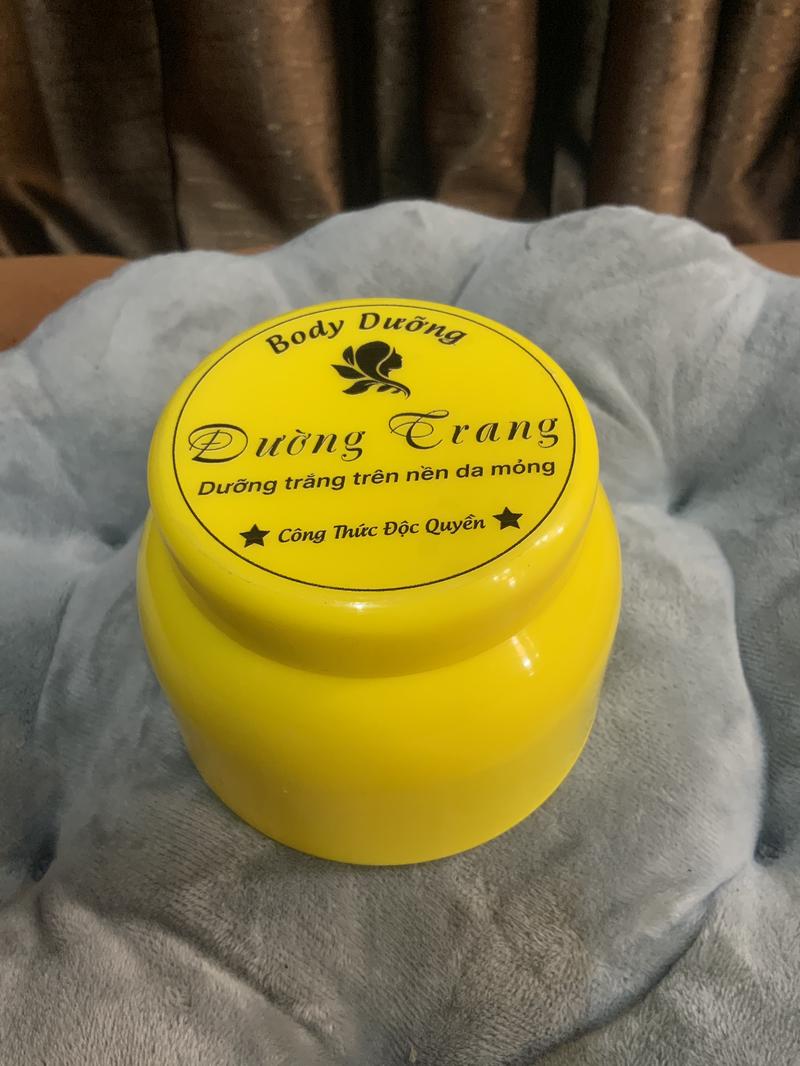 Body Dưỡng
Đường Trang
Dưỡng trắng trên nền da mỏng
Công Thức Độc Quyền